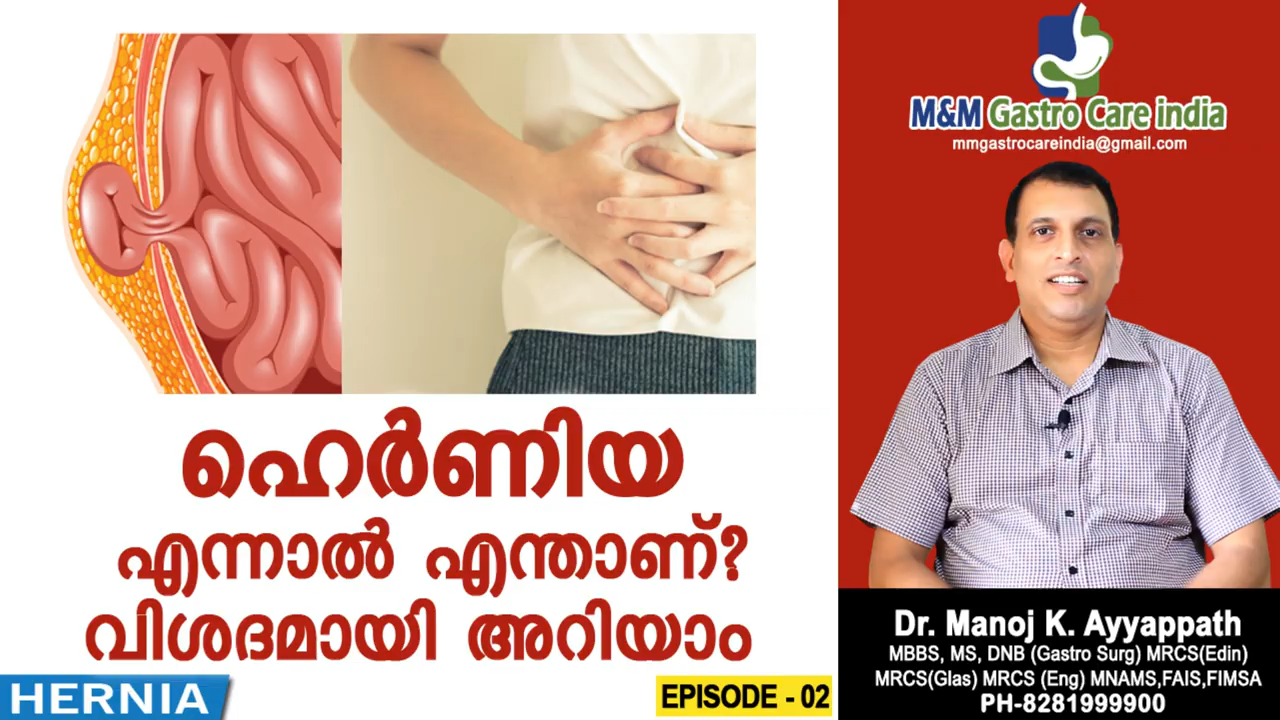 ഹെർണിയ
എന്നാൽ എന്താണ്?
വിശദമായി അറിയാം
HERNIA
EPISODE - 02
M&M Gastro Care india
mmgastrocareindia@gmail.com
Dr. Manoj K. Ayyappath
MBBS, MS, DNB (Gastro Surg) MRCS(Edin)
MRCS(Glas) MRCS (Eng) MNAMS,FAIS,FIMSA
PH-8281999900